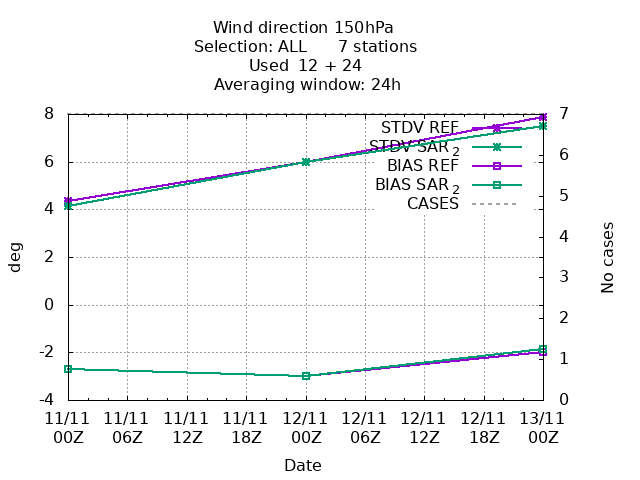 Wind direction 150hPa
Selection: ALL 7 stations
Used 12 + 24
Averaging window: 24h
8
6
4
2
0
-2
-4
deg
7
6
5
4
3
2
1
0
No cases
STDV REF
STDV SAR 2
BIAS REF
BIAS SAR 2
CASES
11/11 11/11 11/11 11/11 12/11 12/11 12/11 12/11 13/11
00Z 06Z 12Z 18Z 00Z 06Z 12Z 18Z 00Z
Date